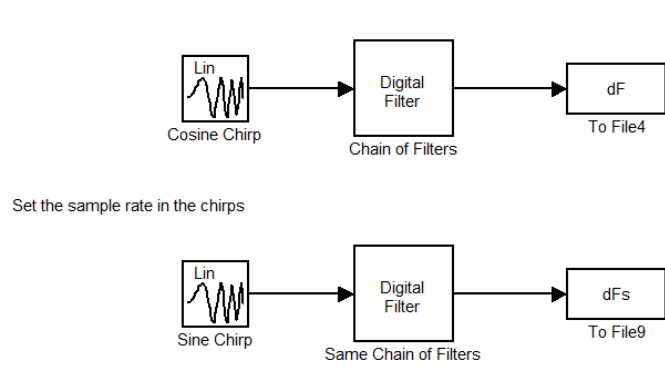 Lin
Digital
Filter
dF
Cosine Chirp
Chain of Filters
To File4
Set the sample rate in the chirps
Lin
Digital
Filter
dFs
Sine Chirp
Same Chain of Filters
To File9